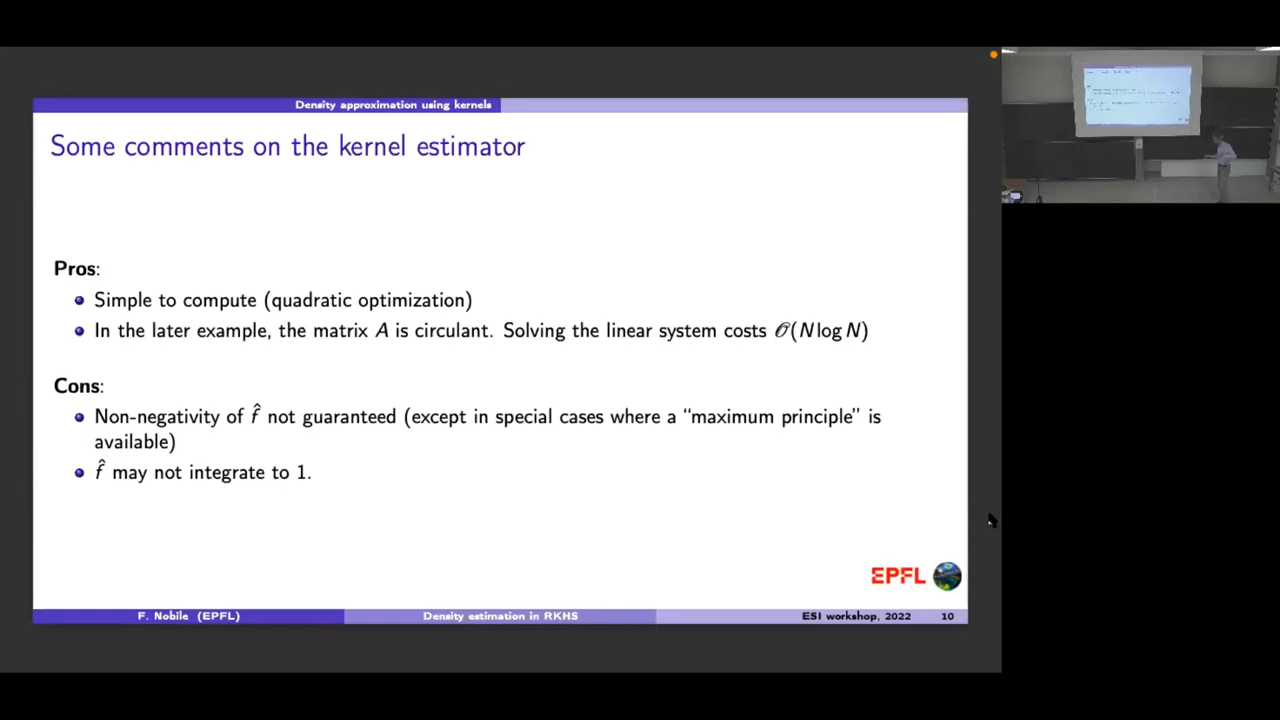 Density approximation using kernels
Some comments on the kernel estimator
Pros:
Simple to compute (quadratic optimization)
In the later example, the matrix A is circulant. Solving the linear system costs 𝒪(N log N)
Cons:
Non-negativity of f̂ not guaranteed (except in special cases where a “maximum principle” is
available)
f̂ may not integrate to 1.
EPFL
F. Nobile (EPFL) Density estimation in RKHS ESI workshop, 2022 10